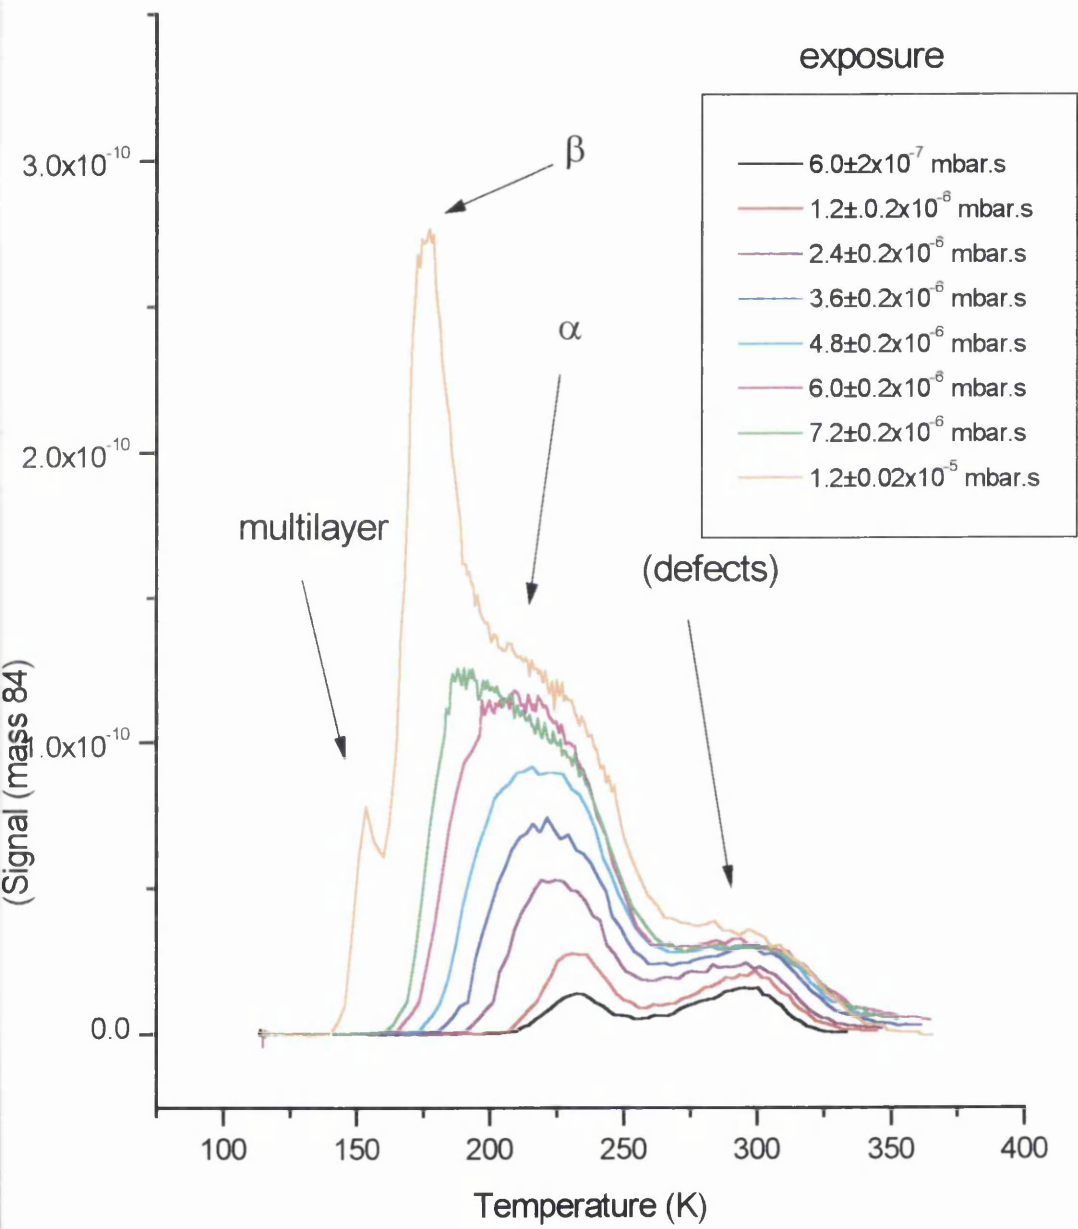 exposure
6.0±2x10⁻⁷ mbar.s
1.2±.0.2x10⁻⁶ mbar.s
2.4±0.2x10⁻⁶ mbar.s
3.6±0.2x10⁻⁶ mbar.s
4.8±0.2x10⁻⁶ mbar.s
6.0±0.2x10⁻⁶ mbar.s
7.2±0.2x10⁻⁶ mbar.s
1.2±0.02x10⁻⁵ mbar.s
β
α
multilayer
(defects)
(Signal (mass 84)
3.0x10⁻¹⁰
2.0x10⁻¹⁰
1.0x10⁻¹⁰
0.0
100 150 200 250 300 350 400
Temperature (K)